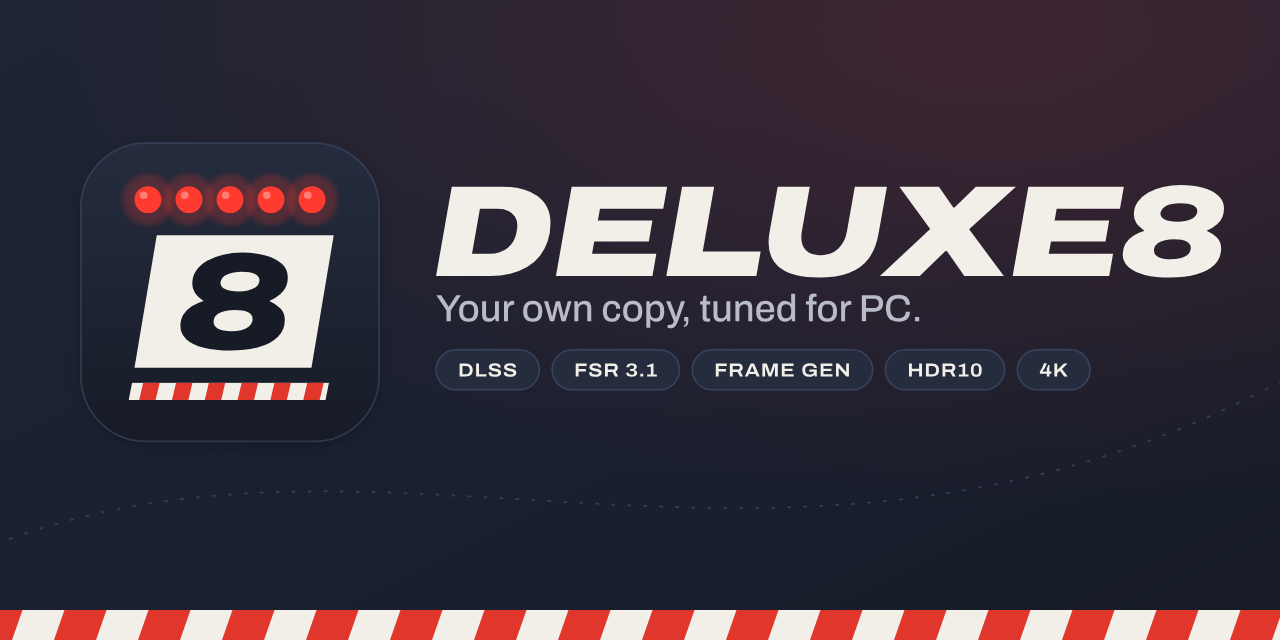 8
DELUXE8
Your own copy, tuned for PC.
DLSS FSR 3.1 FRAME GEN HDR10 4K